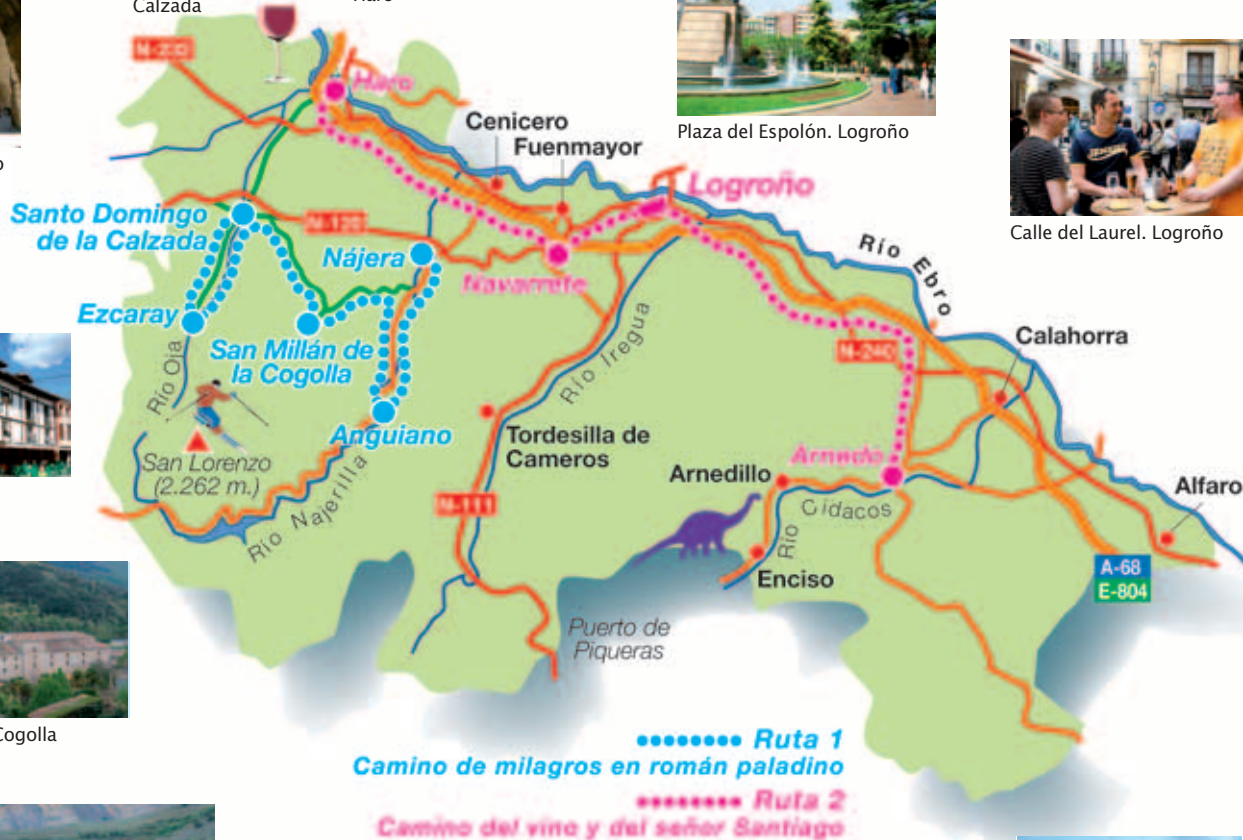 Calzada
Haro
N-232
Haro
Cenicero
Fuenmayor
Plaza del Espolón. Logroño
Calle del Laurel. Logroño
Santo Domingo
de la Calzada
N-120
Nájera
Logroño
Navarrete
Río Ebro
Ezcaray
San Millán de
la Cogolla
Río Oja
Río Iregua
N-240
Calahorra
Anguiano
San Lorenzo
(2.262 m.)
Tordesilla de
Cameros
Arnedillo
Arnedo
Alfaro
N-111
Río Najerilla
Río Cidacos
Enciso
A-68
E-804
Puerto de
Piqueras
Cogolla
Ruta 1
Camino de milagros en román paladino
Ruta 2
Camino del vino y del señor Santiago